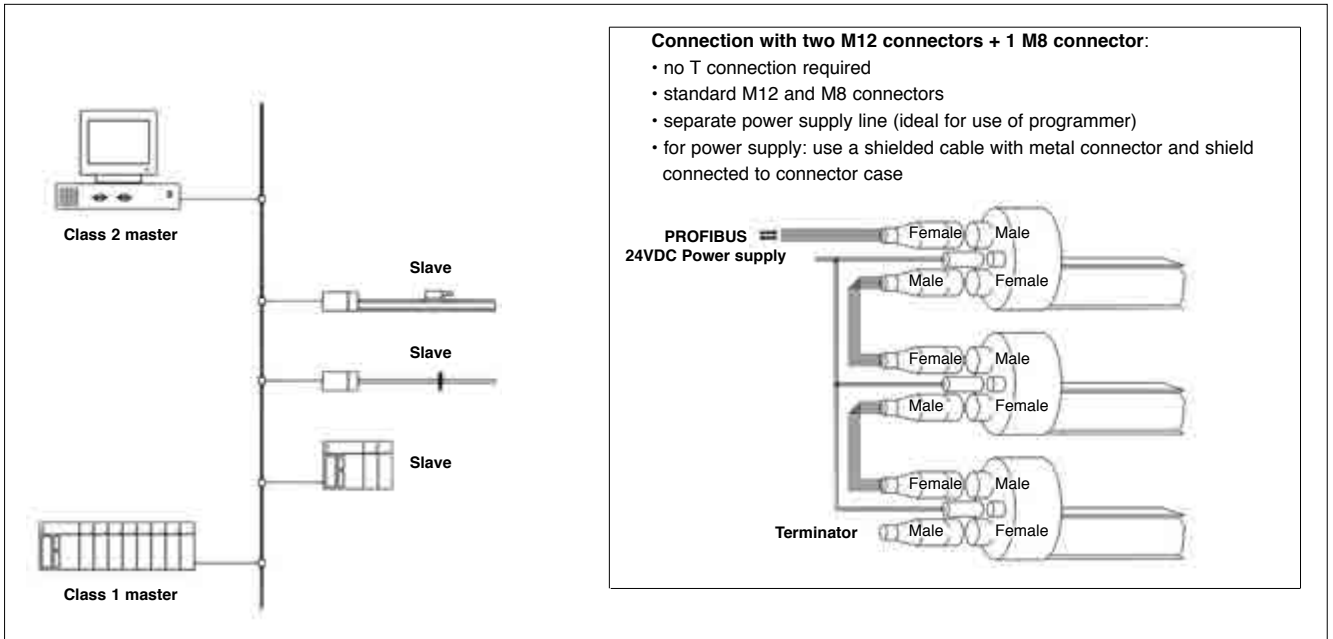 Class 2 master
Slave
Slave
Slave
Class 1 master
Connection with two M12 connectors + 1 M8 connector:
• no T connection required
• standard M12 and M8 connectors
• separate power supply line (ideal for use of programmer)
• for power supply: use a shielded cable with metal connector and shield
connected to connector case
PROFIBUS
24VDC Power supply
Female Male
Male Female
Female Male
Male Female
Female Male
Terminator
Male Female